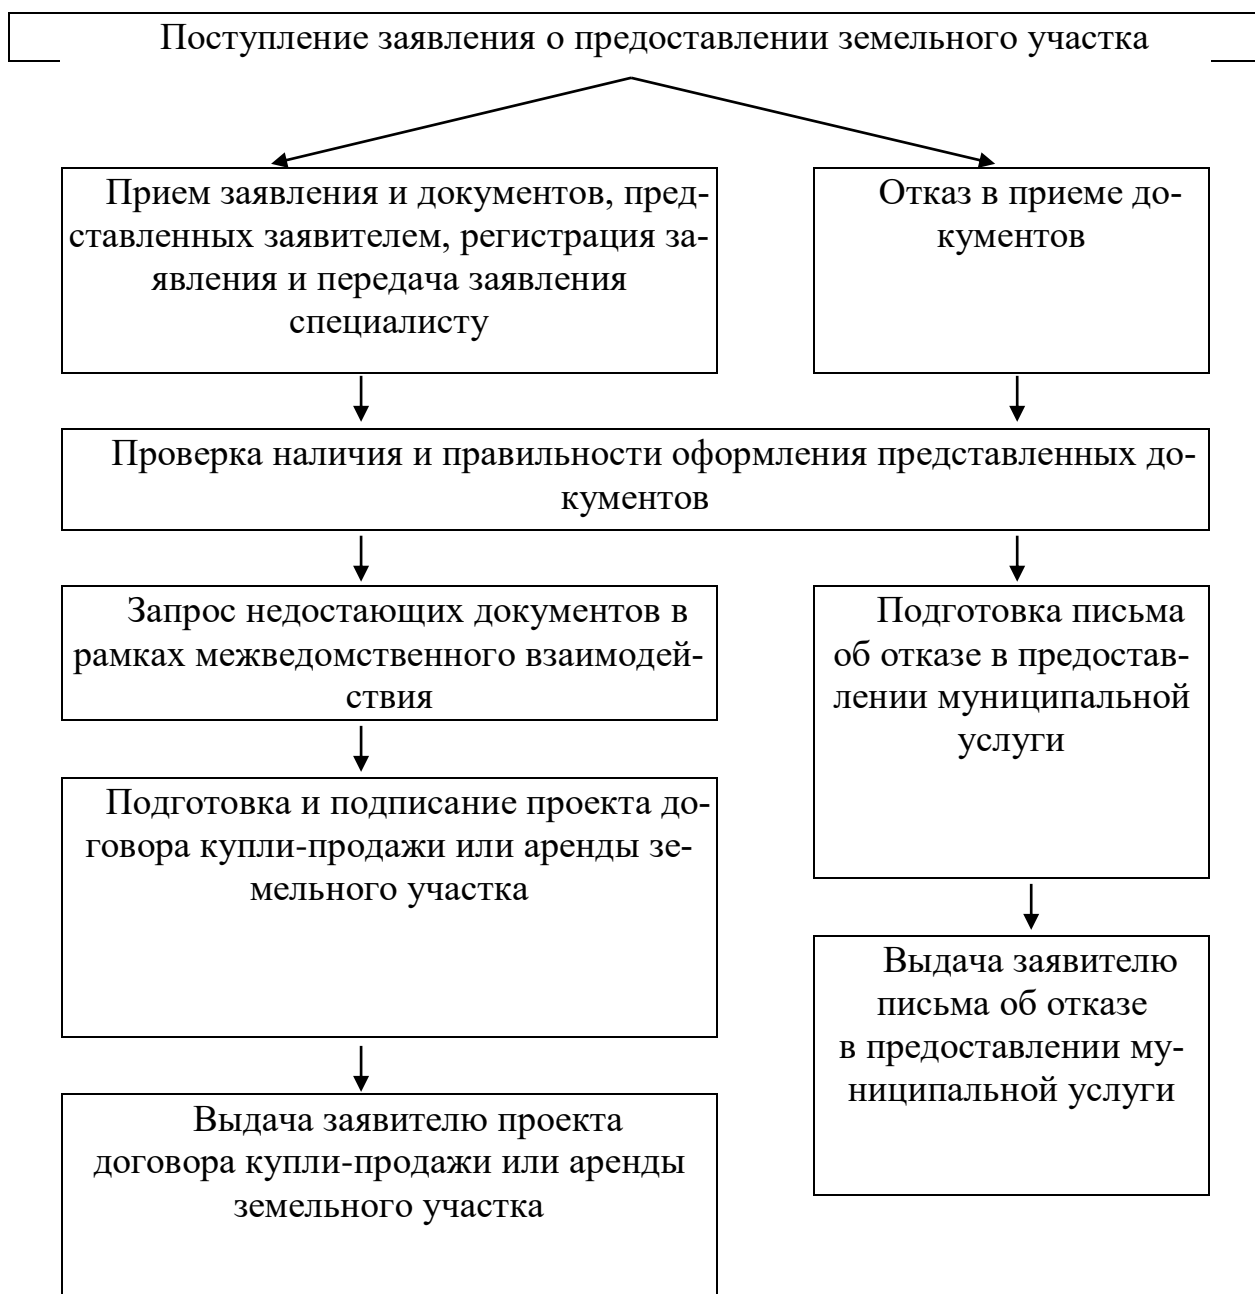 Поступление заявления о предоставлении земельного участка
Прием заявления и документов, пред-
ставленных заявителем, регистрация за-
явления и передача заявления
специалисту
Отказ в приеме до-
кументов
Проверка наличия и правильности оформления представленных до-
кументов
Запрос недостающих документов в
рамках межведомственного взаимодей-
ствия
Подготовка письма
об отказе в предостав-
лении муниципальной
услуги
Подготовка и подписание проекта до-
говора купли-продажи или аренды зе-
мельного участка
Выдача заявителю
письма об отказе
в предоставлении му-
ниципальной услуги
Выдача заявителю проекта
договора купли-продажи или аренды
земельного участка